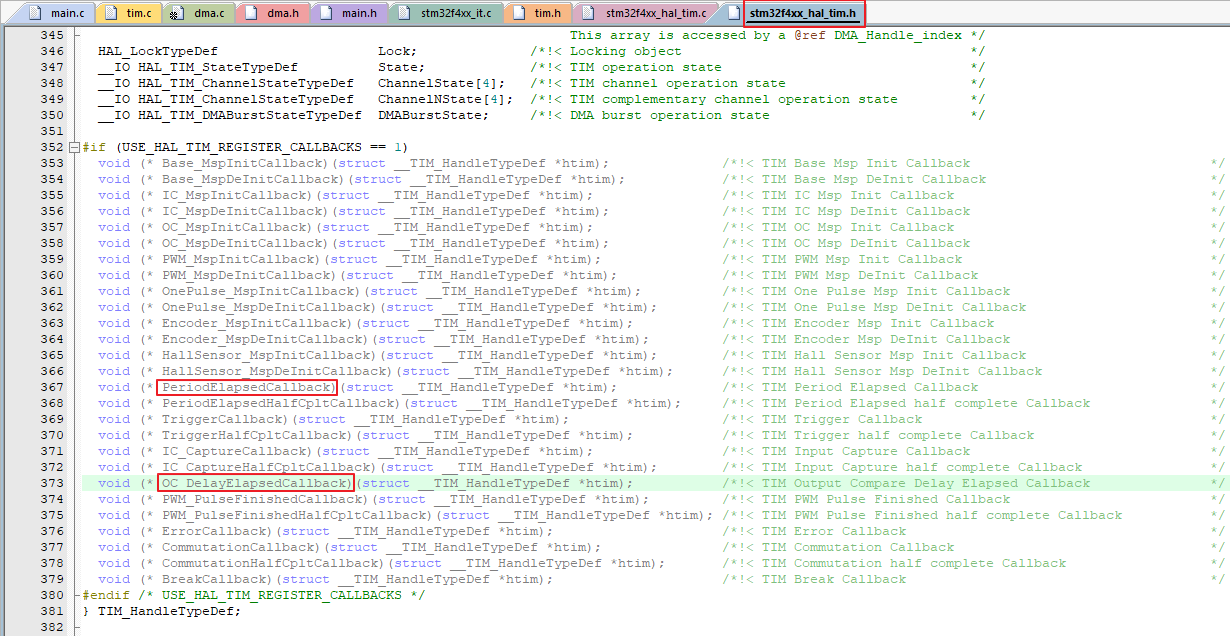 main.c tim.c dma.c dma.h main.h stm32f4xx_it.c tim.h stm32f4xx_hal_tim.c stm32f4xx_hal_tim.h
345 This array is accessed by a @ref DMA_Handle_index */
346 HAL_LockTypeDef Lock; /*!< Locking object */
347 __IO HAL_TIM_StateTypeDef State; /*!< TIM operation state */
348 __IO HAL_TIM_ChannelStateTypeDef ChannelState[4]; /*!< TIM channel operation state */
349 __IO HAL_TIM_ChannelStateTypeDef ChannelNState[4]; /*!< TIM complementary channel operation state */
350 __IO HAL_TIM_DMABurstStateTypeDef DMABurstState; /*!< DMA burst operation state */
351
352 #if (USE_HAL_TIM_REGISTER_CALLBACKS == 1)
353 void (* Base_MspInitCallback)(struct __TIM_HandleTypeDef *htim); /*!< TIM Base Msp Init Callback */
354 void (* Base_MspDeInitCallback)(struct __TIM_HandleTypeDef *htim); /*!< TIM Base Msp DeInit Callback */
355 void (* IC_MspInitCallback)(struct __TIM_HandleTypeDef *htim); /*!< TIM IC Msp Init Callback */
356 void (* IC_MspDeInitCallback)(struct __TIM_HandleTypeDef *htim); /*!< TIM IC Msp DeInit Callback */
357 void (* OC_MspInitCallback)(struct __TIM_HandleTypeDef *htim); /*!< TIM OC Msp Init Callback */
358 void (* OC_MspDeInitCallback)(struct __TIM_HandleTypeDef *htim); /*!< TIM OC Msp DeInit Callback */
359 void (* PWM_MspInitCallback)(struct __TIM_HandleTypeDef *htim); /*!< TIM PWM Msp Init Callback */
360 void (* PWM_MspDeInitCallback)(struct __TIM_HandleTypeDef *htim); /*!< TIM PWM Msp DeInit Callback */
361 void (* OnePulse_MspInitCallback)(struct __TIM_HandleTypeDef *htim); /*!< TIM One Pulse Msp Init Callback */
362 void (* OnePulse_MspDeInitCallback)(struct __TIM_HandleTypeDef *htim); /*!< TIM One Pulse Msp DeInit Callback */
363 void (* Encoder_MspInitCallback)(struct __TIM_HandleTypeDef *htim); /*!< TIM Encoder Msp Init Callback */
364 void (* Encoder_MspDeInitCallback)(struct __TIM_HandleTypeDef *htim); /*!< TIM Encoder Msp DeInit Callback */
365 void (* HallSensor_MspInitCallback)(struct __TIM_HandleTypeDef *htim); /*!< TIM Hall Sensor Msp Init Callback */
366 void (* HallSensor_MspDeInitCallback)(struct __TIM_HandleTypeDef *htim); /*!< TIM Hall Sensor Msp DeInit Callback */
367 void (* PeriodElapsedCallback)(struct __TIM_HandleTypeDef *htim); /*!< TIM Period Elapsed Callback */
368 void (* PeriodElapsedHalfCpltCallback)(struct __TIM_HandleTypeDef *htim); /*!< TIM Period Elapsed half complete Callback */
369 void (* TriggerCallback)(struct __TIM_HandleTypeDef *htim); /*!< TIM Trigger Callback */
370 void (* TriggerHalfCpltCallback)(struct __TIM_HandleTypeDef *htim); /*!< TIM Trigger half complete Callback */
371 void (* IC_CaptureCallback)(struct __TIM_HandleTypeDef *htim); /*!< TIM Input Capture Callback */
372 void (* IC_CaptureHalfCpltCallback)(struct __TIM_HandleTypeDef *htim); /*!< TIM Input Capture half complete Callback */
373 void (* OC_DelayElapsedCallback)(struct __TIM_HandleTypeDef *htim); /*!< TIM Output Compare Delay Elapsed Callback */
374 void (* PWM_PulseFinishedCallback)(struct __TIM_HandleTypeDef *htim); /*!< TIM PWM Pulse Finished Callback */
375 void (* PWM_PulseFinishedHalfCpltCallback)(struct __TIM_HandleTypeDef *htim); /*!< TIM PWM Pulse Finished half complete Callback */
376 void (* ErrorCallback)(struct __TIM_HandleTypeDef *htim); /*!< TIM Error Callback */
377 void (* CommutationCallback)(struct __TIM_HandleTypeDef *htim); /*!< TIM Commutation Callback */
378 void (* CommutationHalfCpltCallback)(struct __TIM_HandleTypeDef *htim); /*!< TIM Commutation half complete Callback */
379 void (* BreakCallback)(struct __TIM_HandleTypeDef *htim); /*!< TIM Break Callback */
380 #endif /* USE_HAL_TIM_REGISTER_CALLBACKS */
381 } TIM_HandleTypeDef;
382